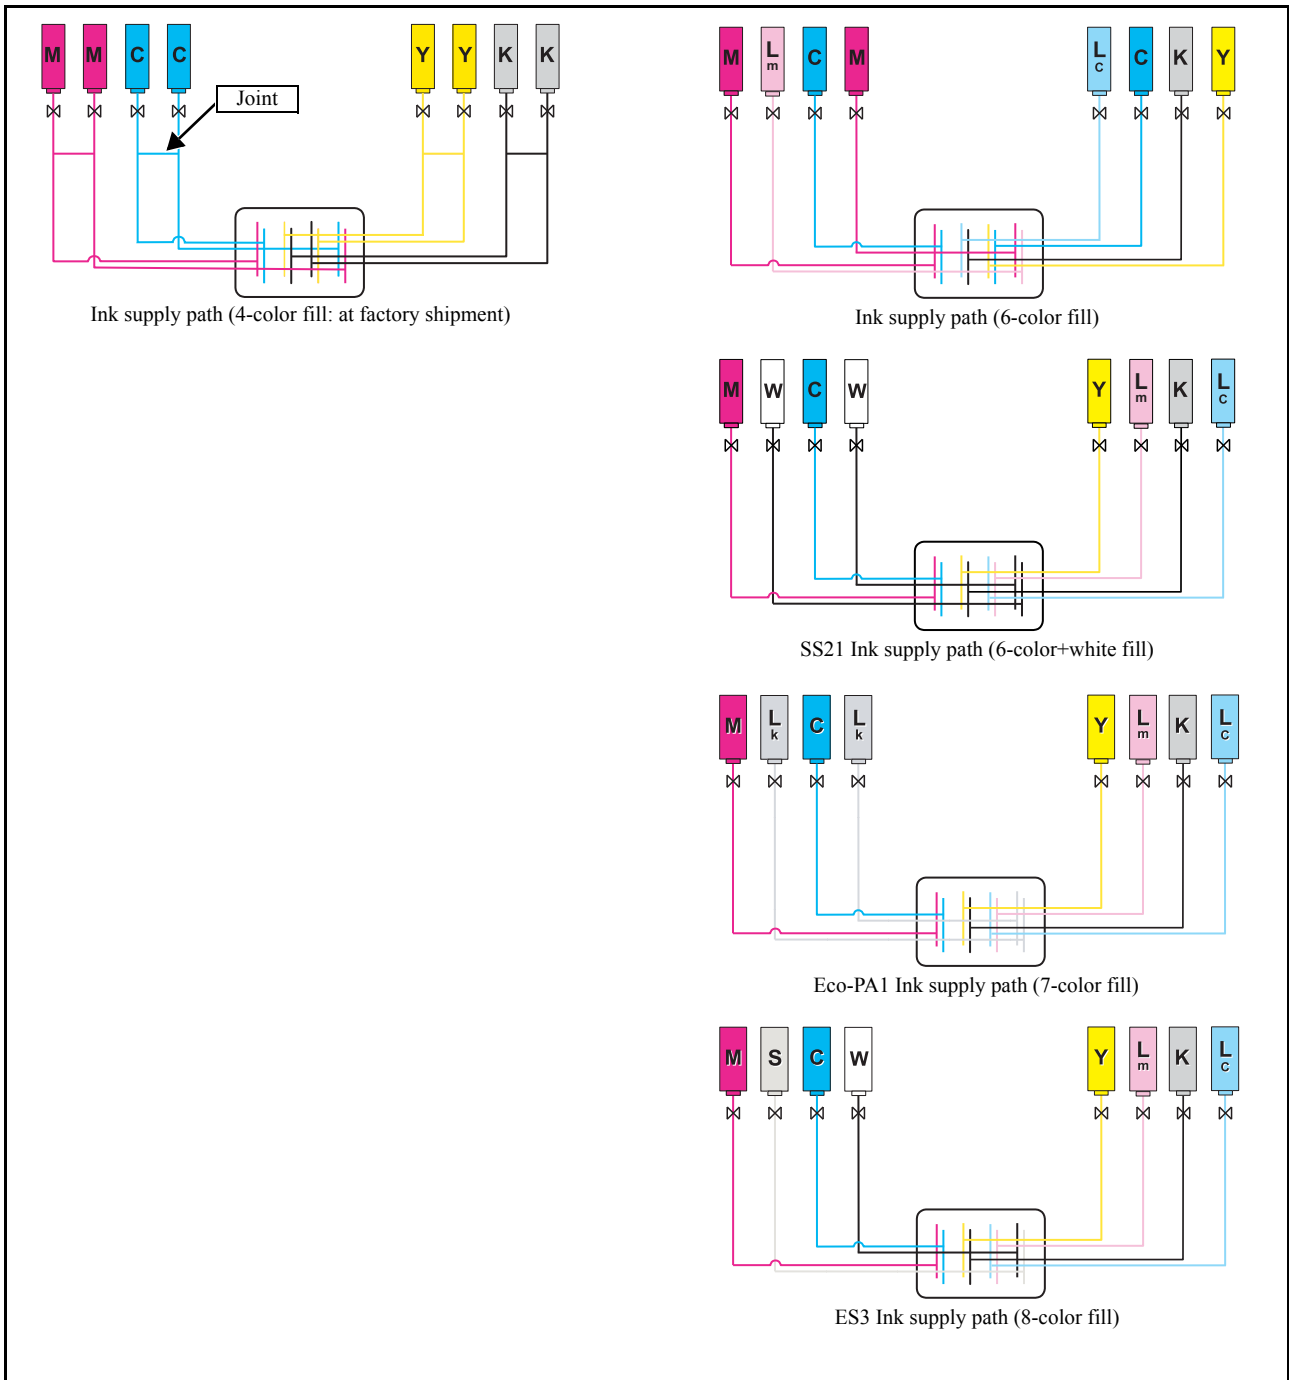 M M C C Y Y K K
Joint
Ink supply path (4-color fill: at factory shipment)
M Lm C M Lc C K Y
Ink supply path (6-color fill)
M W C W Y Lm K Lc
SS21 Ink supply path (6-color+white fill)
M Lk C Lk Y Lm K Lc
Eco-PA1 Ink supply path (7-color fill)
M S C W Y Lm K Lc
ES3 Ink supply path (8-color fill)